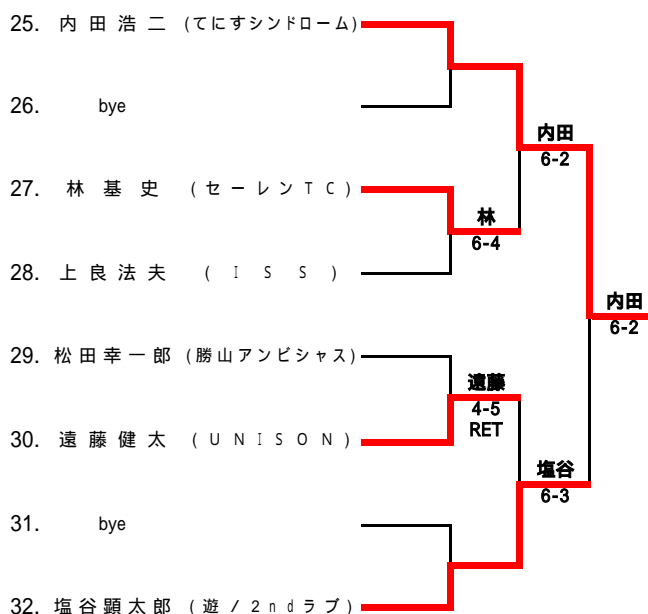 25. 内田浩二 (てにすシンドローム)
26. bye
内田
6-2
27. 林基史 (セーレンTC)
林
6-4
28. 上良法夫 (ISS)
内田
6-2
29. 松田幸一郎 (勝山アンビシャス)
遠藤
4-5
RET
30. 遠藤健太 (UNISON)
塩谷
6-3
31. bye
32. 塩谷顕太郎 (遊/2ndラブ)